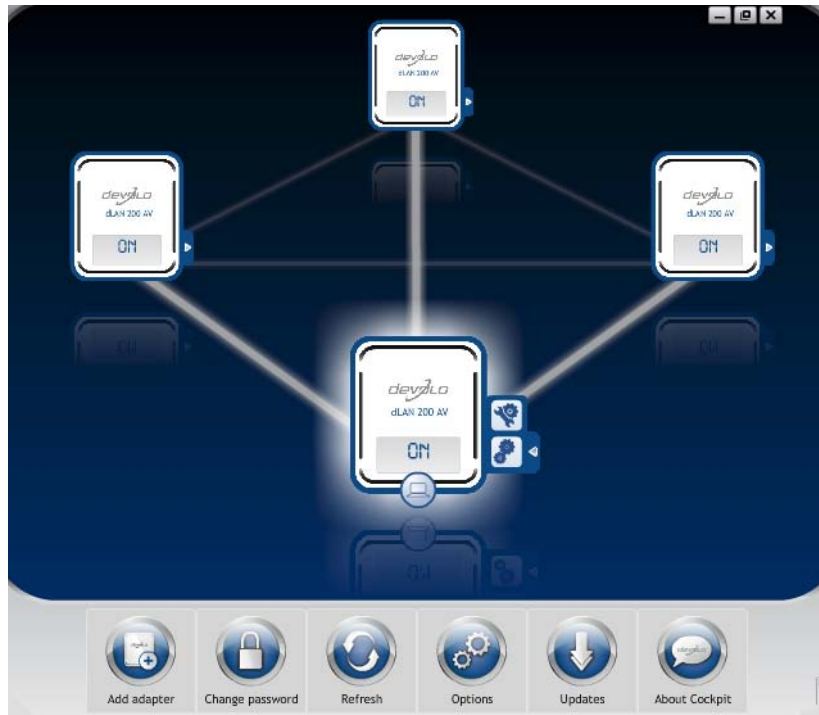 devolo
dLAN 200 AV
ON
devolo
dLAN 200 AV
ON
devolo
dLAN 200 AV
ON
devolo
dLAN 200 AV
ON
Add adapter
Change password
Refresh
Options
Updates
About Cockpit